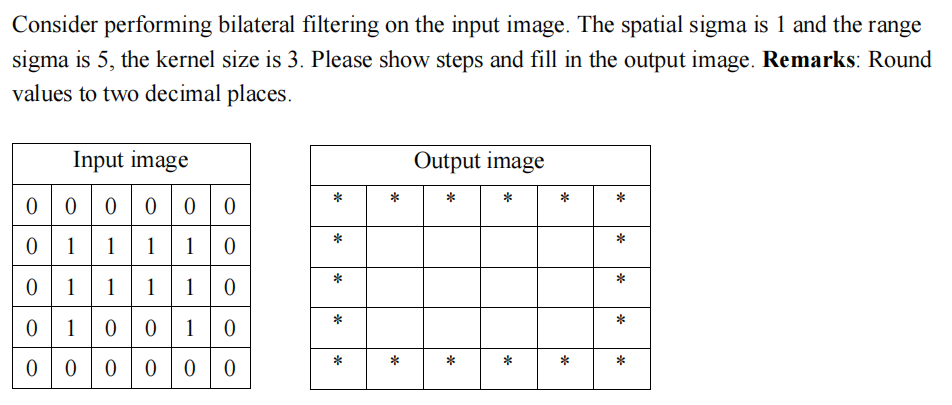 Consider performing bilateral filtering on the input image. The spatial sigma is 1 and the range
sigma is 5, the kernel size is 3. Please show steps and fill in the output image. Remarks: Round
values to two decimal places.
Input image
0 0 0 0 0 0
0 1 1 1 1 0
0 1 1 1 1 0
0 1 0 0 1 0
0 0 0 0 0 0
Output image
* * * * * *
* *
* *
* *
* * * * * *